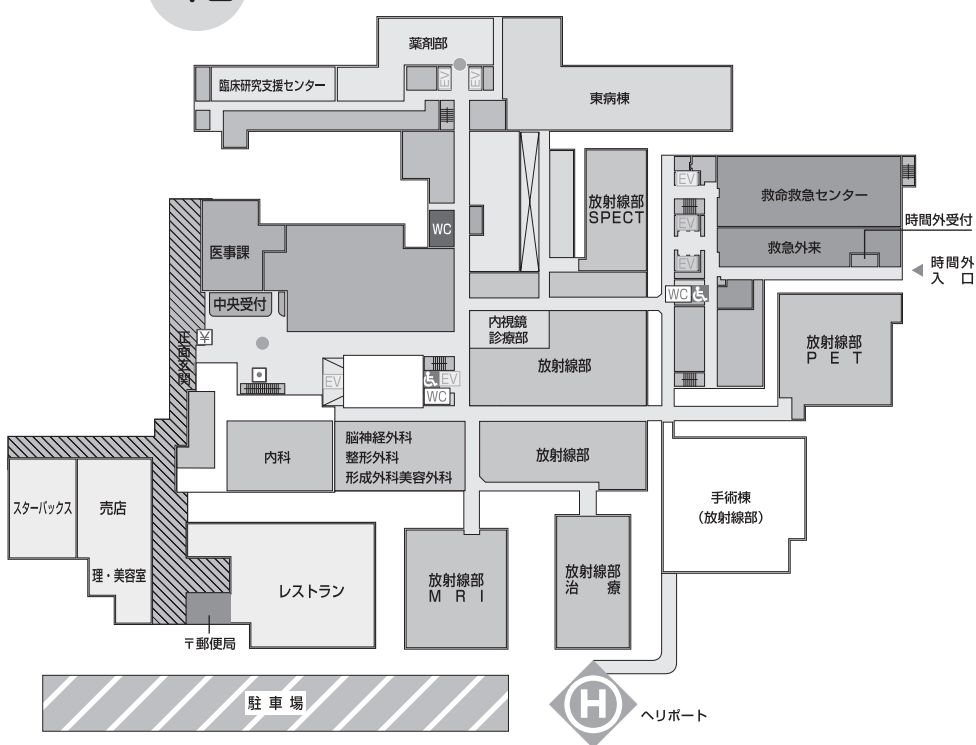 薬剤部
EV
EV
臨床研究支援センター
東病棟
EV
救命救急センター
放射線部
SPECT
時間外受付
WC
EV
医事課
救急外来
EV
時間外
入口
中央受付
WC
内視鏡
診療部
正面玄関
¥
放射線部
PET
放射線部
EV
EV
WC
脳神経外科
整形外科
形成外科美容外科
内科
放射線部
スターバックス
売店
手術棟
(放射線部)
理・美容室
レストラン
放射線部
MRI
放射線部
治療
〒郵便局
駐車場
H
ヘリポート